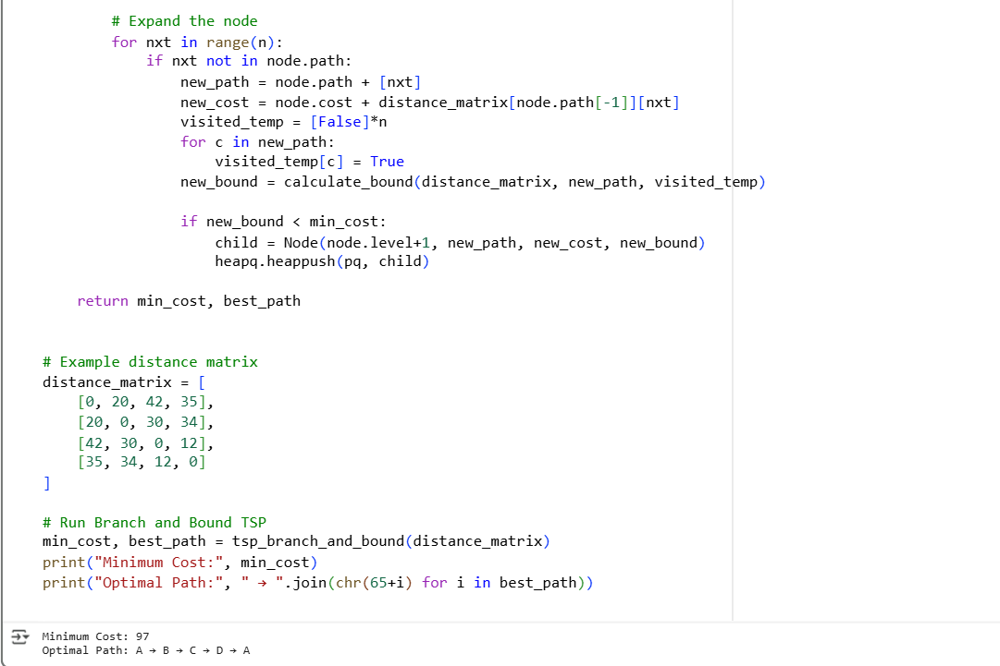 # Expand the node
for nxt in range(n):
if nxt not in node.path:
new_path = node.path + [nxt]
new_cost = node.cost + distance_matrix[node.path[-1]][nxt]
visited_temp = [False]*n
for c in new_path:
visited_temp[c] = True
new_bound = calculate_bound(distance_matrix, new_path, visited_temp)
if new_bound < min_cost:
child = Node(node.level+1, new_path, new_cost, new_bound)
heapq.heappush(pq, child)
return min_cost, best_path
# Example distance matrix
distance_matrix = [
[0, 20, 42, 35],
[20, 0, 30, 34],
[42, 30, 0, 12],
[35, 34, 12, 0]
]
# Run Branch and Bound TSP
min_cost, best_path = tsp_branch_and_bound(distance_matrix)
print("Minimum Cost:", min_cost)
print("Optimal Path:", " → ".join(chr(65+i) for i in best_path))
Minimum Cost: 97
Optimal Path: A → B → C → D → A